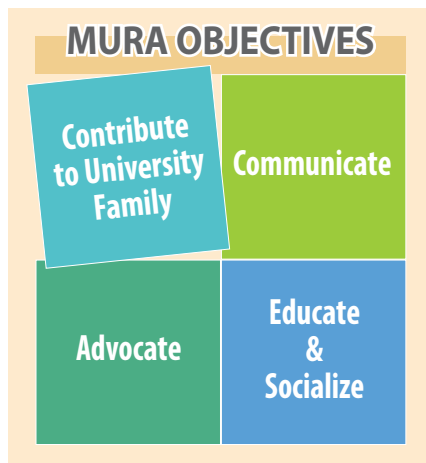 MURA OBJECTIVES
Contribute
to University
Family
Communicate
Advocate
Educate
&
Socialize